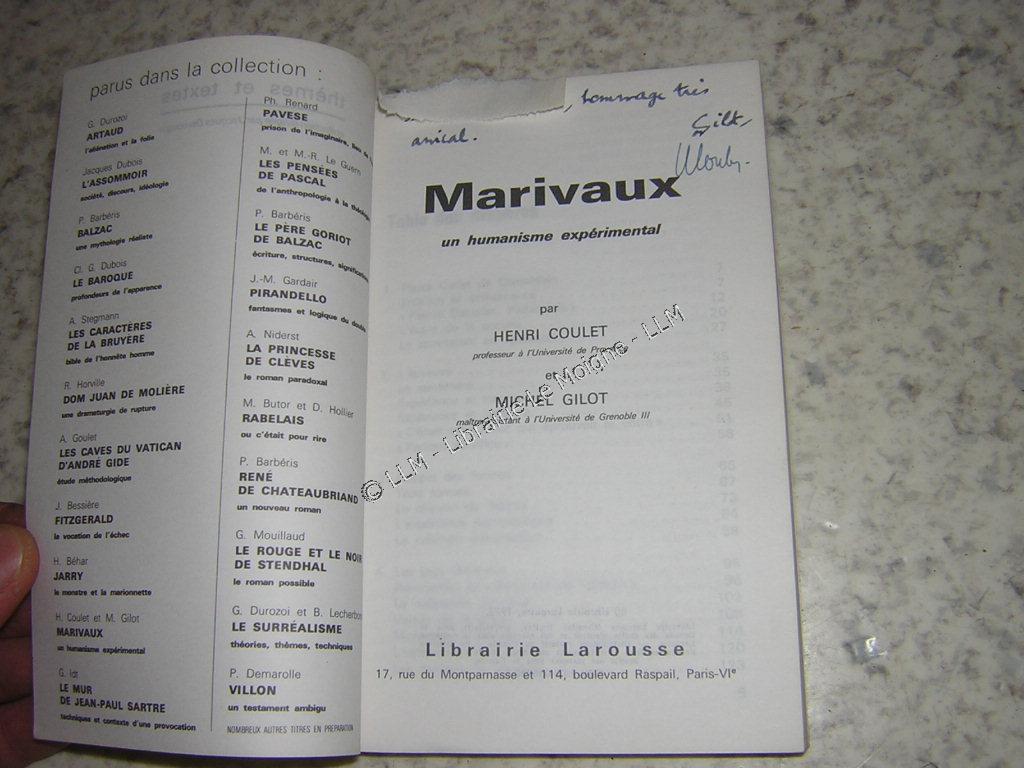 parus dans la collection :
G. Durozoi
ARTAUD
l'aliénation et la folie
Jacques Dubois
L'ASSOMMOIR
société, discours, idéologie
P. Barbéris
BALZAC
une mythologie réaliste
Cl. G. Dubois
LE BAROQUE
profondeurs de l'apparence
A. Stegmann
LES CARACTÈRES
DE LA BRUYÈRE
bible de l'honnête homme
R. Horville
DOM JUAN DE MOLIÈRE
une dramaturgie de rupture
A. Goulet
LES CAVES DU VATICAN
D'ANDRÉ GIDE
étude méthodologique
J. Bessière
FITZGERALD
la vocation de l'échec
H. Béhar
JARRY
le monstre et la marionnette
H. Coulet et M. Gilot
MARIVAUX
un humanisme expérimental
G. Idt
LE MUR
DE JEAN-PAUL SARTRE
techniques et contexte d'une provocation
Ph. Renard
PAVESE
prison de l'imaginaire, lieu de
M. et M.-R. Le Guern
LES PENSÉES
DE PASCAL
de l'anthropologie à la
P. Barbéris
LE PÈRE GORIOT
DE BALZAC
écriture, structures,
J.-M. Gardair
PIRANDELLO
fantasmes et logique du double
A. Niderst
LA PRINCESSE
DE CLÈVES
le roman paradoxal
M. Butor et D. Hollier
RABELAIS
ou c'était pour rire
P. Barbéris
RENÉ
DE CHATEAUBRIAND
un nouveau roman
G. Mouillaud
LE ROUGE ET LE NOIR
DE STENDHAL
le roman possible
G. Durozoi et B. Lecherbon
LE SURRÉALISME
théories, thèmes, techniques
P. Demarolle
VILLON
un testament ambigu
NOMBREUX AUTRES TITRES EN PRÉPARATION
, hommage très
amical.
Marivaux
un humanisme expérimental
par
HENRI COULET
professeur à l'Université de Provence
et
MICHEL GILOT
maître assistant à l'Université de Grenoble III
© LLM - Librairie Le Moigne - LLM
Librairie Larousse
17, rue du Montparnasse et 114, boulevard Raspail, Paris-VIe